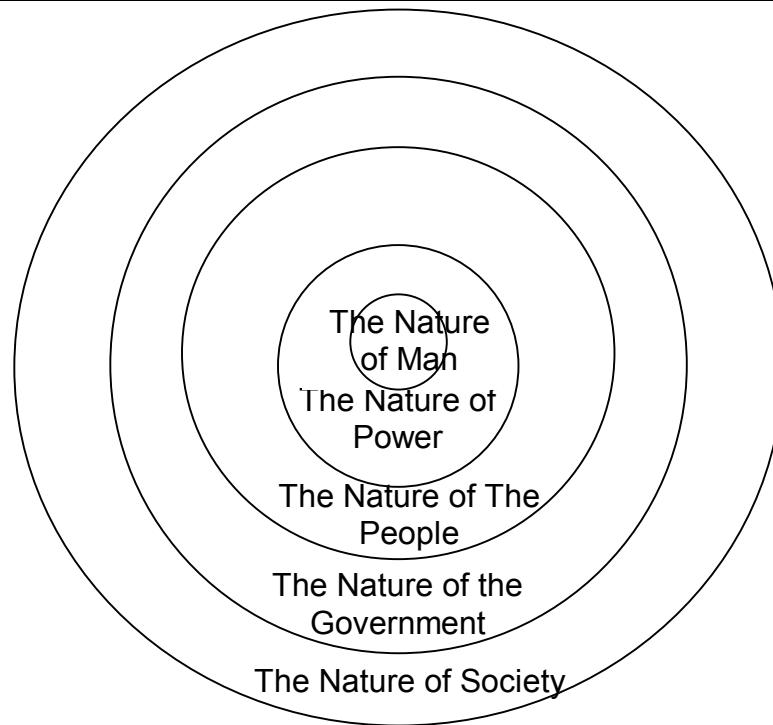 The Nature
of Man
The Nature of
Power
The Nature of The
People
The Nature of the
Government
The Nature of Society